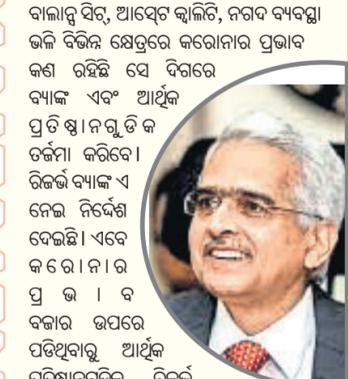 ବାଲାନ୍ସ ସିଟ୍, ଆସେଟ କ୍ୱାଲିଟି, ନଗଦ ବ୍ୟବସ୍ଥା
ଭଳି ବିଭିନ୍ନ କ୍ଷେତ୍ରରେ କରୋନାର ପ୍ରଭାବ
କଣ ରହିଛି ସେ ଦିଗରେ
ବ୍ୟାଙ୍କ ଏବଂ ଆର୍ଥିକ
ପ୍ରତିଷ୍ଠାନଗୁଡିକ
ତର୍ଜମା କରିବେ।
ରିଜର୍ଭ ବ୍ୟାଙ୍କ ଏ
ନେଇ ନିର୍ଦ୍ଦେଶ
ଦେଇଛି। ଏବେ
କରୋନାର
ପ୍ରଭାବ
ବଜାର ଉପରେ
ପଡିଥିବାରୁ ଆର୍ଥିକ